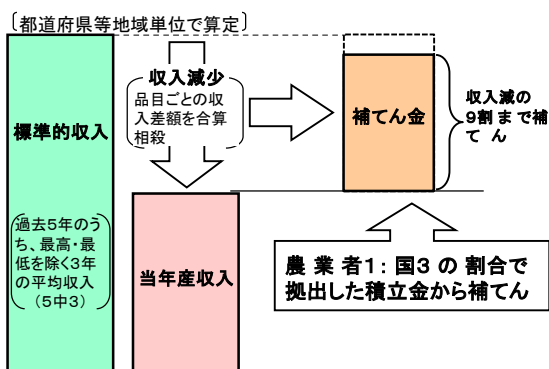 〔都道府県等地域単位で算定〕
標準的収入
過去5年のう
ち、最高・最
低を除く3年
の平均収入
（5中3）
収入減少
品目ごとの収
入差額を合算
相殺
当年産収入
補てん金
収入減の
9割まで補
てん
農業者1：国3の割合で
拠出した積立金から補てん